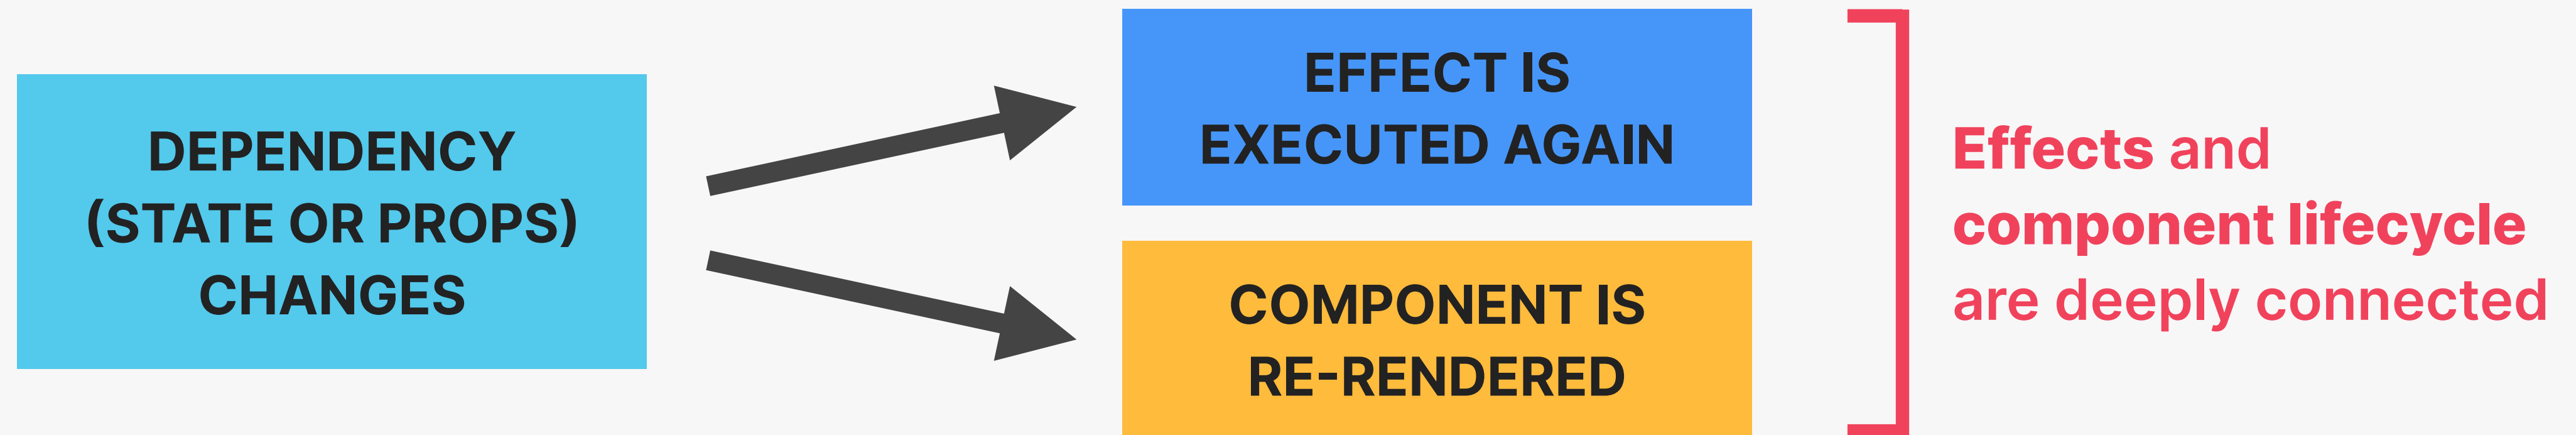 DEPENDENCY
(STATE OR PROPS)
CHANGES
EFFECT IS
EXECUTED AGAIN
COMPONENT IS
RE-RENDERED
Effects and
component lifecycle
are deeply connected